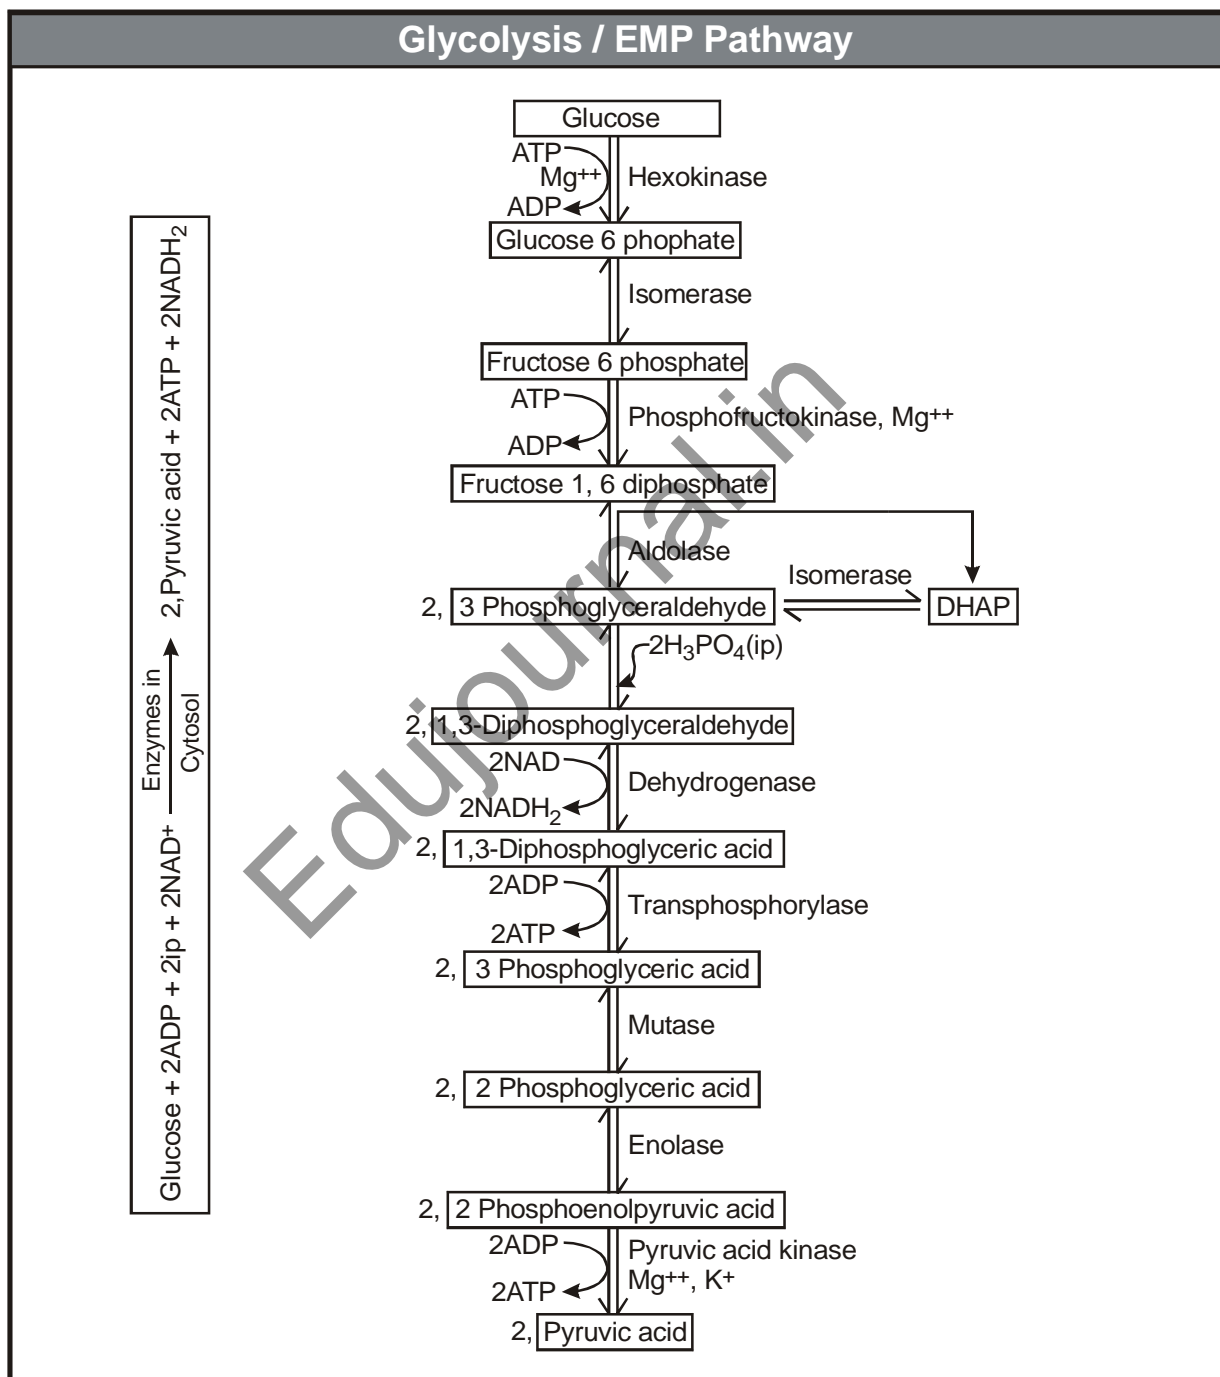 Glycolysis / EMP Pathway
Glucose
ATP
Mg++
Hexokinase
ADP
Glucose 6 phophate
Isomerase
Fructose 6 phosphate
ATP
Phosphofructokinase, Mg++
ADP
Fructose 1, 6 diphosphate
Aldolase
Isomerase
2, 3 Phosphoglyceraldehyde
DHAP
2H3PO4(ip)
2, 1,3-Diphosphoglyceraldehyde
2NAD
Dehydrogenase
2NADH2
2, 1,3-Diphosphoglyceric acid
2ADP
Transphosphorylase
2ATP
2, 3 Phosphoglyceric acid
Mutase
2, 2 Phosphoglyceric acid
Enolase
2, 2 Phosphoenolpyruvic acid
2ADP
Pyruvic acid kinase
Mg++, K+
2ATP
2, Pyruvic acid
Glucose + 2ADP + 2ip + 2NAD+ Enzymes in Cytosol 2,Pyruvic acid + 2ATP + 2NADH2
Edujournal.in